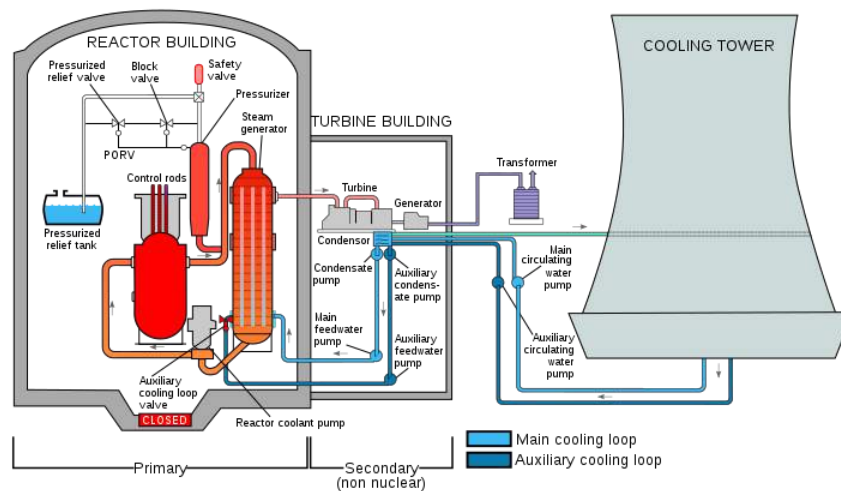 REACTOR BUILDING
COOLING TOWER
Pressurized
relief valve
Block
valve
Safety
valve
Pressurizer
TURBINE BUILDING
Steam
generator
PORV
Control rods
Pressurized
relief tank
Transformer
Turbine
Generator
Condensor
Condensate
pump
Auxiliary
condens-
ate pump
Main
circulating
water
pump
Main
feedwater
pump
Auxiliary
feedwater
pump
Auxiliary
circulating
water
pump
Auxiliary
cooling loop
valve
CLOSED
Reactor coolant pump
Main cooling loop
Auxiliary cooling loop
Primary
Secondary
(non nuclear)